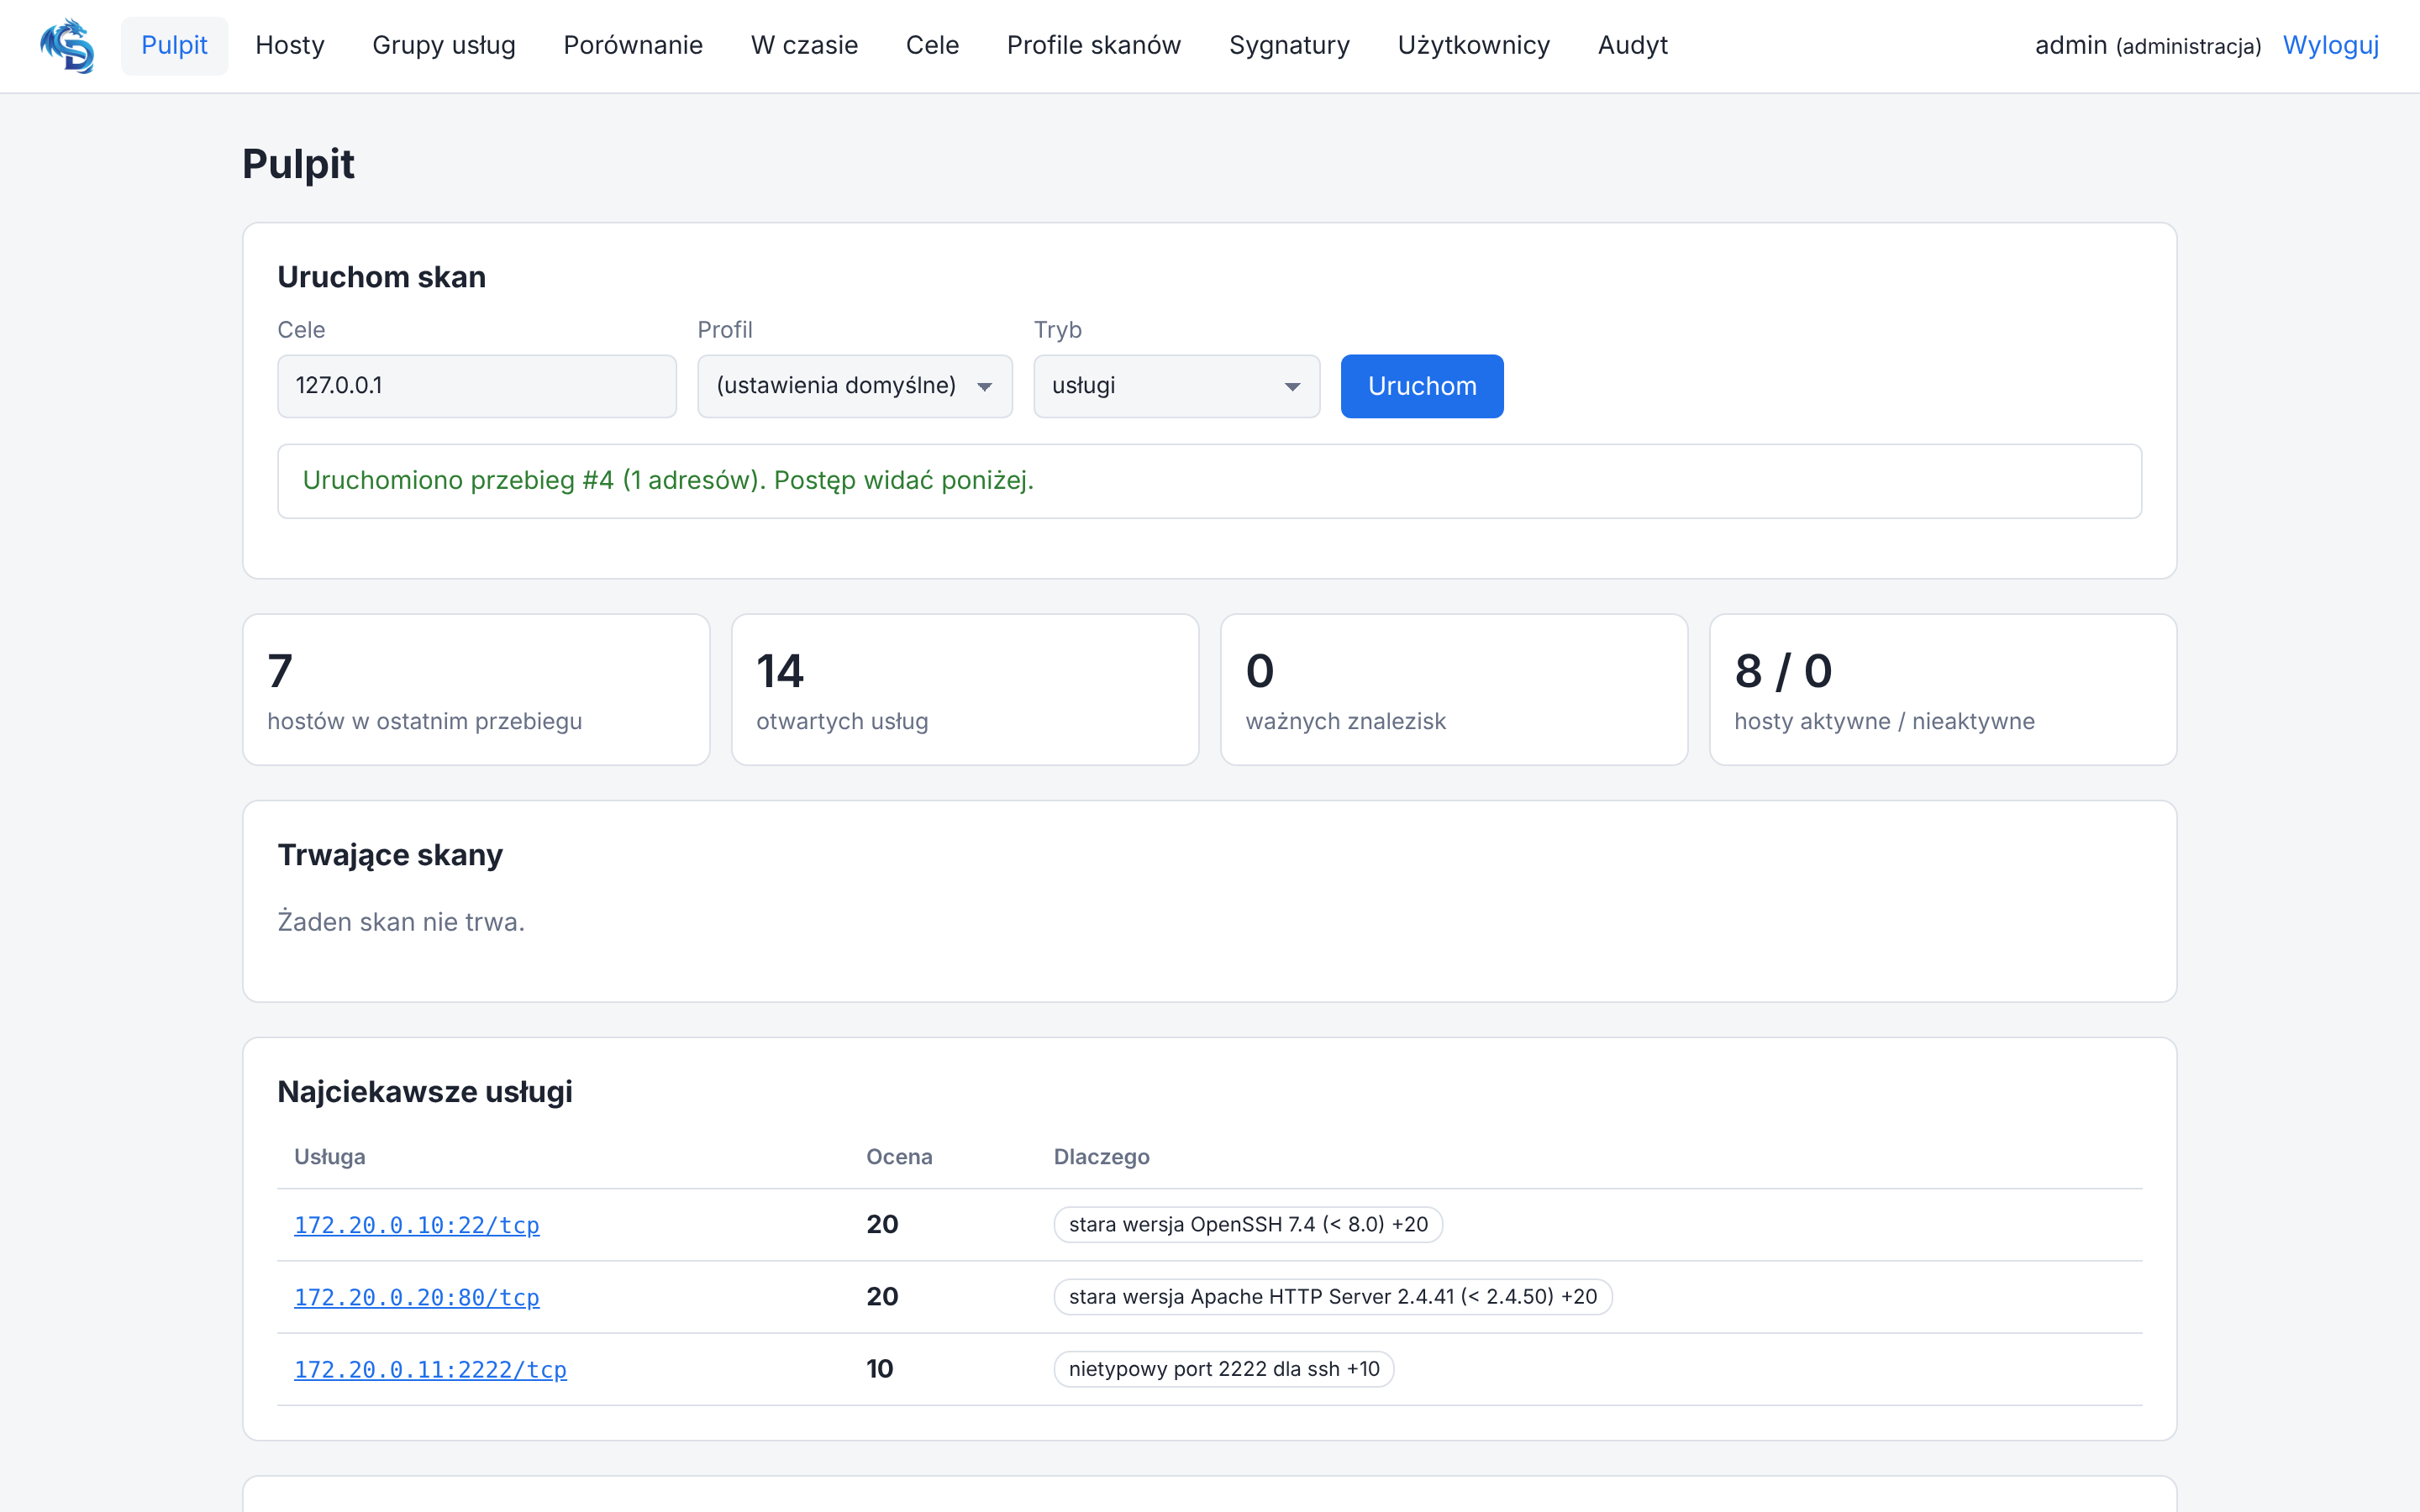 Pulpit Hosty Grupy usług Porównanie W czasie Cele Profile skanów Sygnatury Użytkownicy Audyt admin (administracja) Wyloguj
Pulpit
Uruchom skan
Cele Profil Tryb
127.0.0.1 (ustawienia domyślne) usługi Uruchom
Uruchomiono przebieg #4 (1 adresów). Postęp widać poniżej.
7 14 0 8 / 0
hostów w ostatnim przebiegu otwartych usług ważnych znalezisk hosty aktywne / nieaktywne
Trwające skany
Żaden skan nie trwa.
Najciekawsze usługi
Usługa Ocena Dlaczego
172.20.0.10:22/tcp 20 stara wersja OpenSSH 7.4 (< 8.0) +20
172.20.0.20:80/tcp 20 stara wersja Apache HTTP Server 2.4.41 (< 2.4.50) +20
172.20.0.11:2222/tcp 10 nietypowy port 2222 dla ssh +10